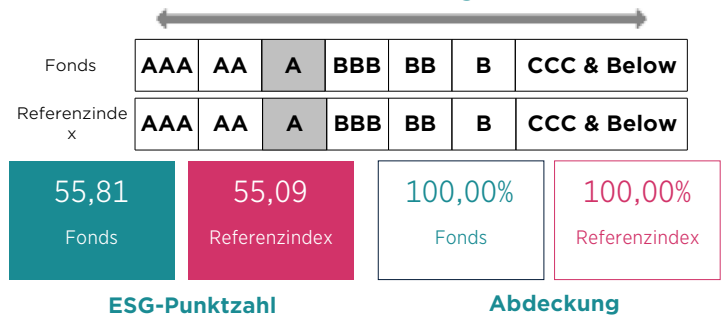 Fonds AAA AA A BBB BB B CCC & Below
Referenzinde
x
AAA AA A BBB BB B CCC & Below
55,81 55,09 100,00% 100,00%
Fonds Referenzindex Fonds Referenzindex
ESG-Punktzahl Abdeckung